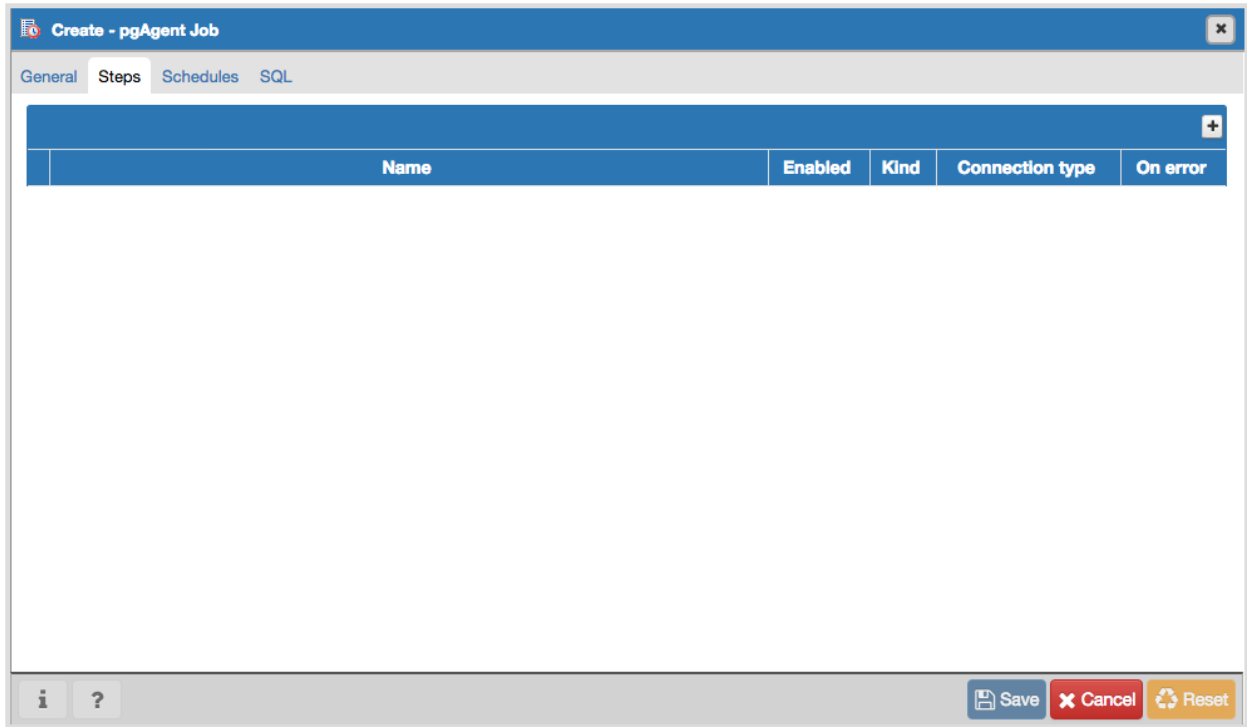 Create - pgAgent Job
General Steps Schedules SQL
Name Enabled Kind Connection type On error
i ? Save Cancel Reset